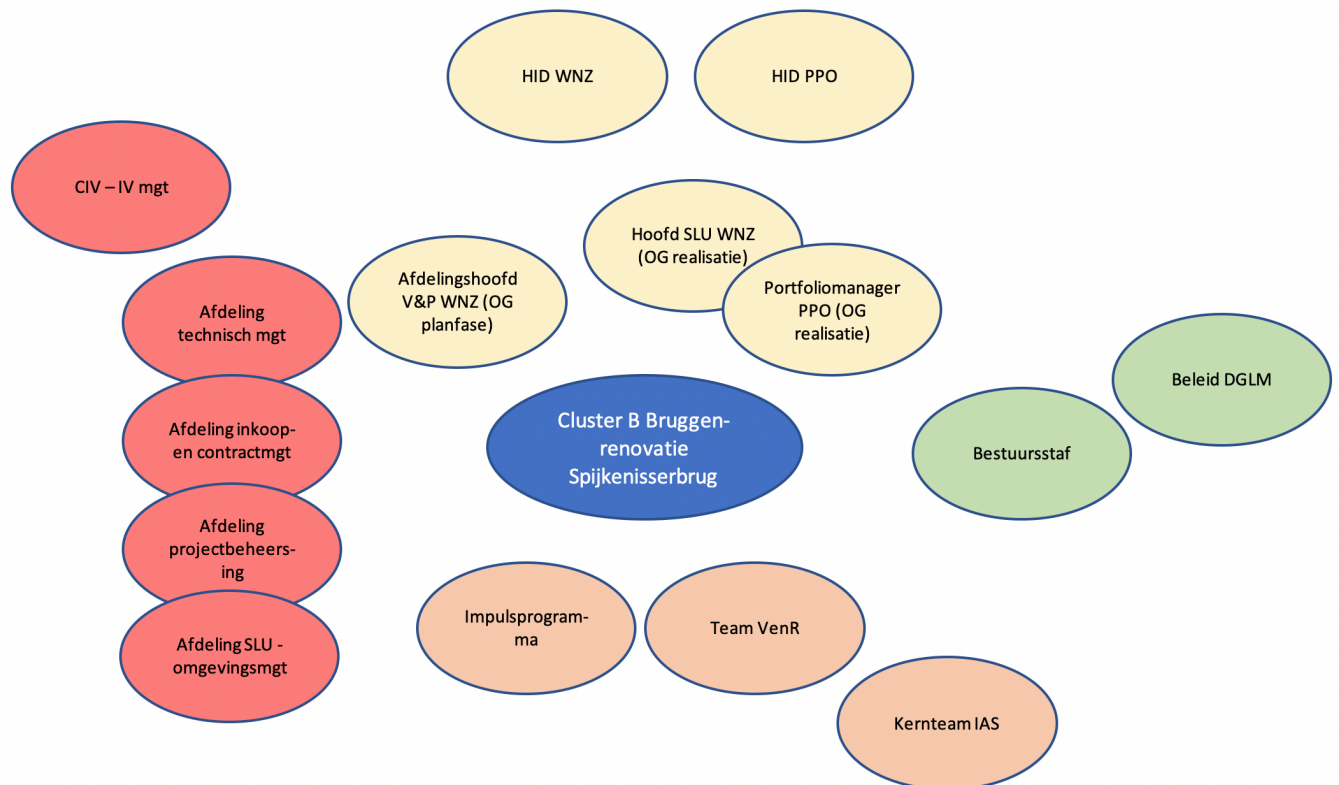 HID WNZ
HID PPO
CIV – IV mgt
Hoofd SLU WNZ
(OG realisatie)
Afdelingshoofd
V&P WNZ (OG
planfase)
Portfoliomanager
PPO (OG
realisatie)
Afdeling
technisch mgt
Beleid DGLM
Afdeling inkoop-
en contractmgt
Cluster B Bruggen-
renovatie
Spijkenisserbrug
Bestuursstaf
Afdeling
projectbeheers-
ing
Impulsprogram-
ma
Team VenR
Afdeling SLU -
omgevingsmgt
Kernteam IAS